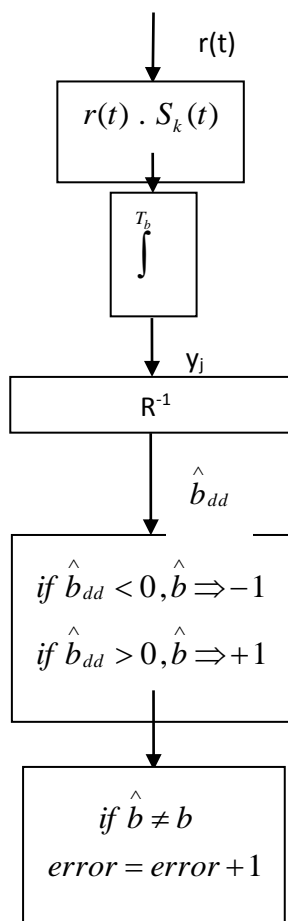 r(t)
r(t) . S_k(t)
T_b
∫
y_j
R⁻¹
b̂_dd
if b̂_dd < 0, b̂ ⇒ −1
if b̂_dd > 0, b̂ ⇒ +1
if b̂ ≠ b
error = error + 1